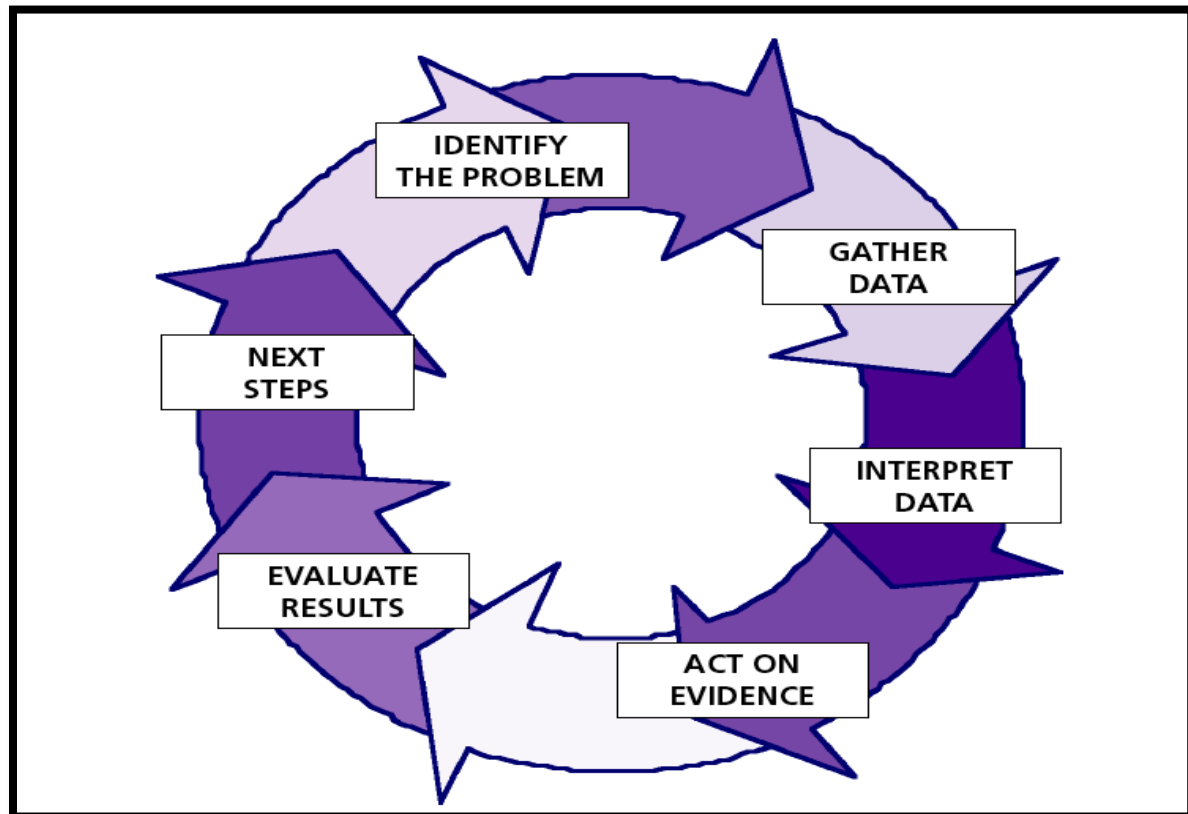 IDENTIFY
THE PROBLEM
GATHER
DATA
INTERPRET
DATA
ACT ON
EVIDENCE
EVALUATE
RESULTS
NEXT
STEPS